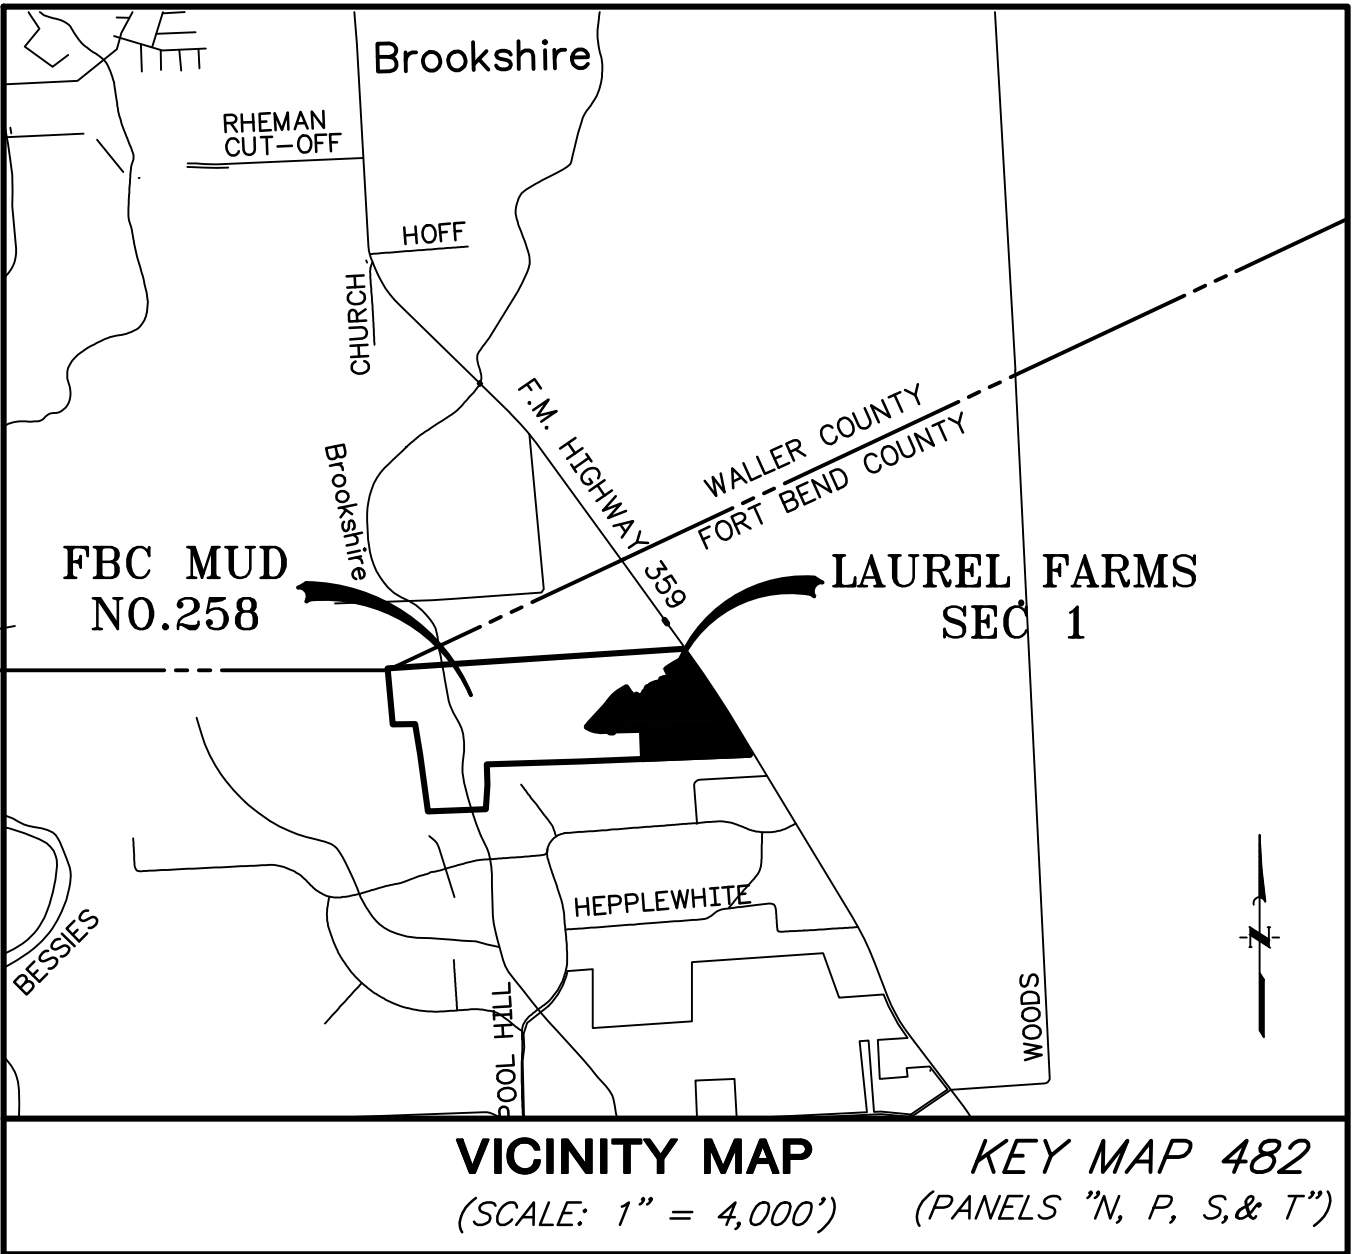 Brookshire
RHEMAN
CUT-OFF
HOFF
CHURCH
F.M. HIGHWAY 359
WALLER COUNTY
FORT BEND COUNTY
Brookshire
FBC MUD
NO.258
LAUREL FARMS
SEC 1
HEPPLEWHITE
BESSIES
POOL HILL
WOODS
N
VICINITY MAP
(SCALE: 1" = 4,000')
KEY MAP 482
(PANELS "N, P, S,& T")